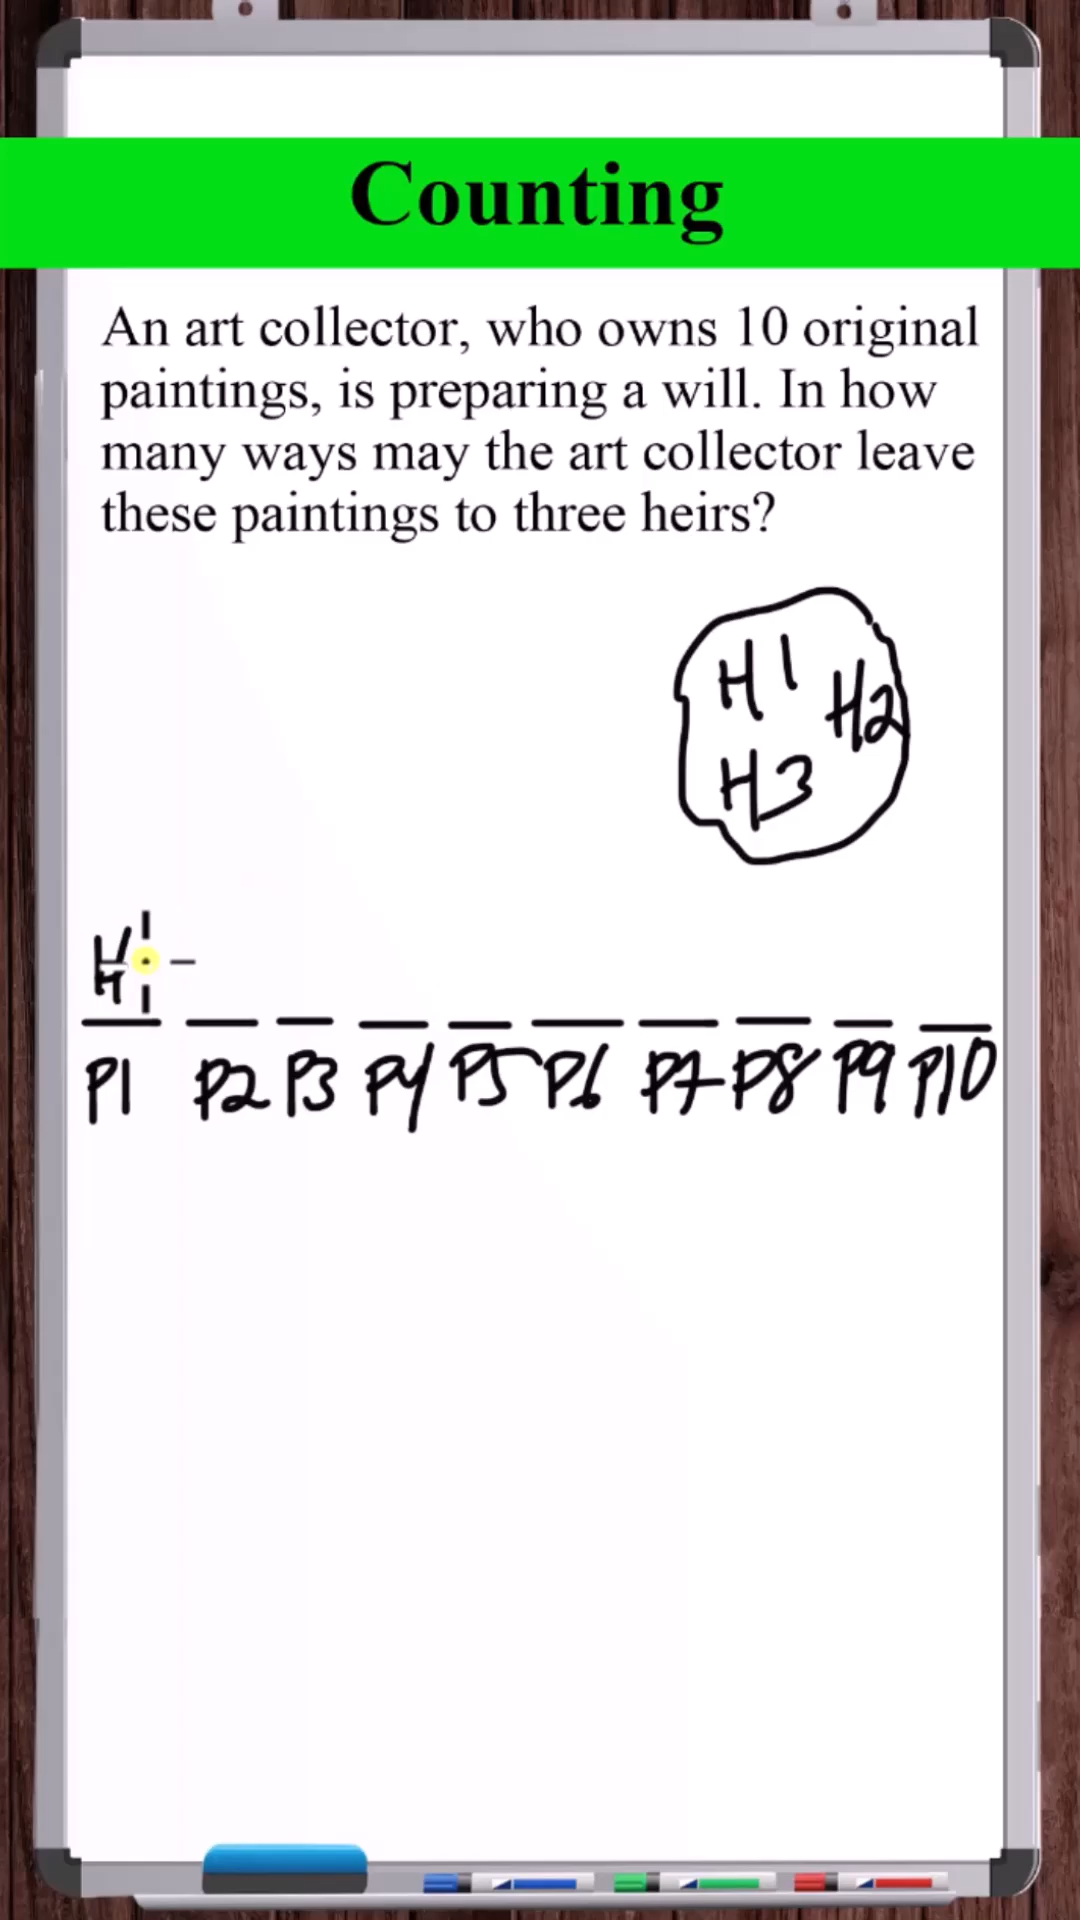 Counting
An art collector, who owns 10 original
paintings, is preparing a will. In how
many ways may the art collector leave
these paintings to three heirs?
H1 H2
H3
P1 P2 P3 P4 P5 P6 P7 P8 P9 P10